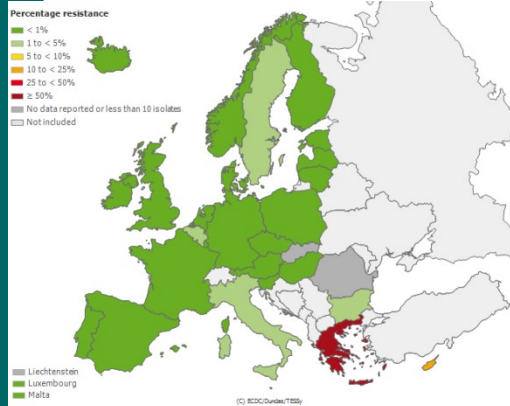 Percentage resistance
< 1%
1 to < 5%
5 to < 10%
10 to < 25%
25 to < 50%
≥ 50%
No data reported or less than 10 isolates
Not included
Liechtenstein
Luxembourg
Malta
(C) ECDC/Dundas/TESSy